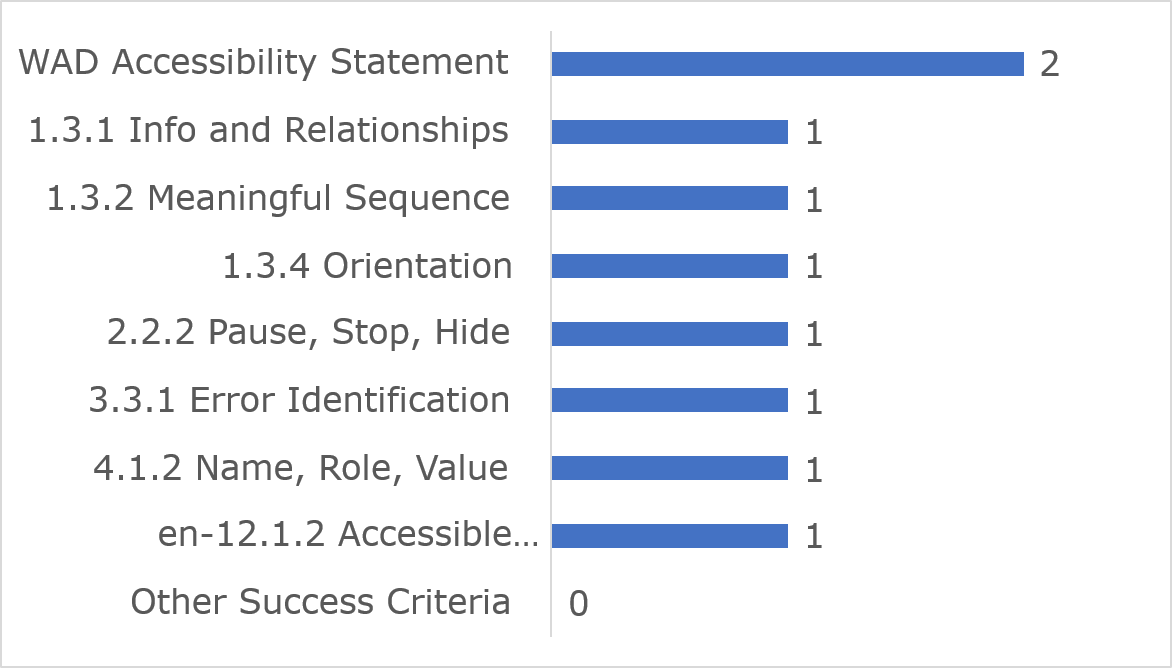 WAD Accessibility Statement 2
1.3.1 Info and Relationships 1
1.3.2 Meaningful Sequence 1
1.3.4 Orientation 1
2.2.2 Pause, Stop, Hide 1
3.3.1 Error Identification 1
4.1.2 Name, Role, Value 1
en-12.1.2 Accessible... 1
Other Success Criteria 0